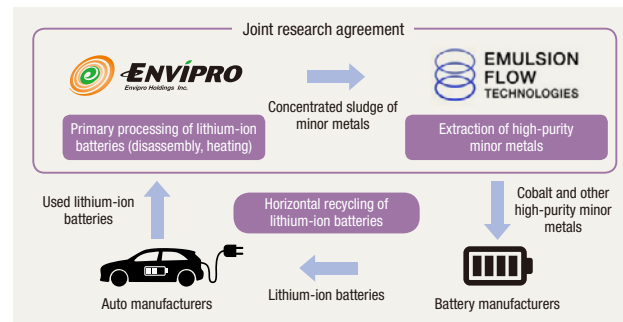 Joint research agreement
ENVIPRO
Envipro Holdings Inc.
EMULSION
FLOW
TECHNOLOGIES
Concentrated sludge of
minor metals
Primary processing of lithium-ion
batteries (disassembly, heating)
Extraction of high-purity
minor metals
Used lithium-ion
batteries
Horizontal recycling of
lithium-ion batteries
Cobalt and other
high-purity minor
metals
Auto manufacturers
Lithium-ion batteries
Battery manufacturers